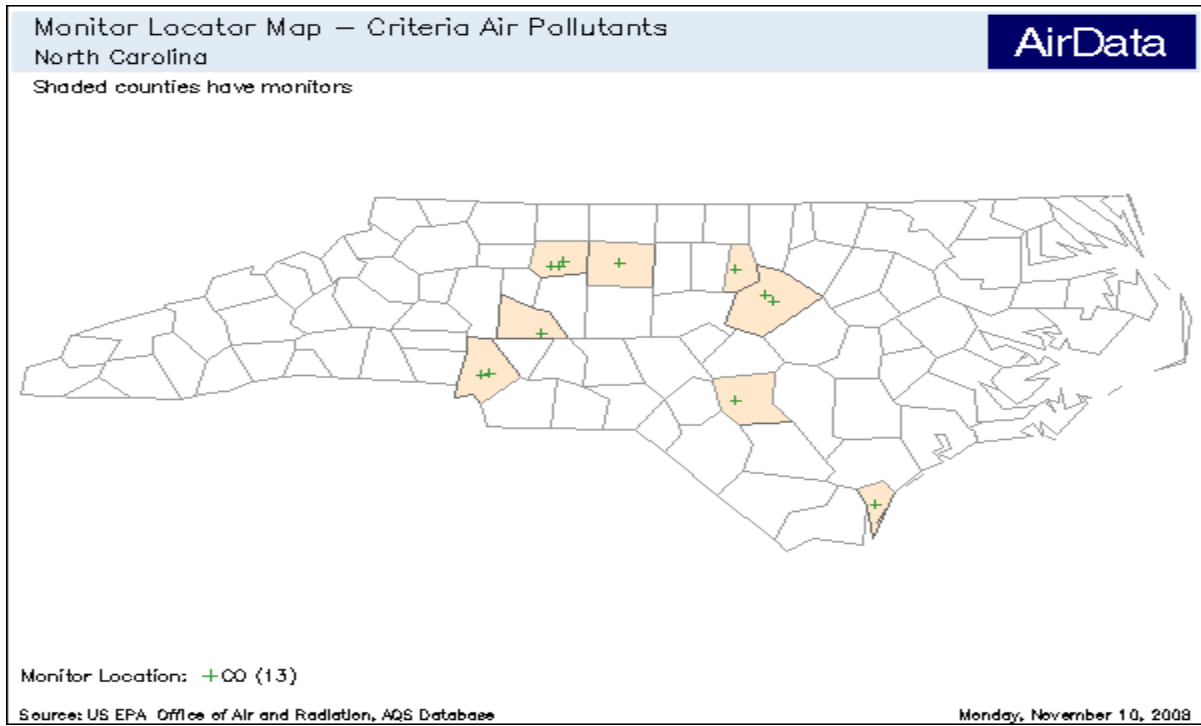 Monitor Locator Map – Criteria Air Pollutants
North Carolina
AirData
Shaded counties have monitors
Monitor Location: +CO (13)
Source: US EPA Office of Air and Radiation, AQS Database
Monday, November 10, 2008